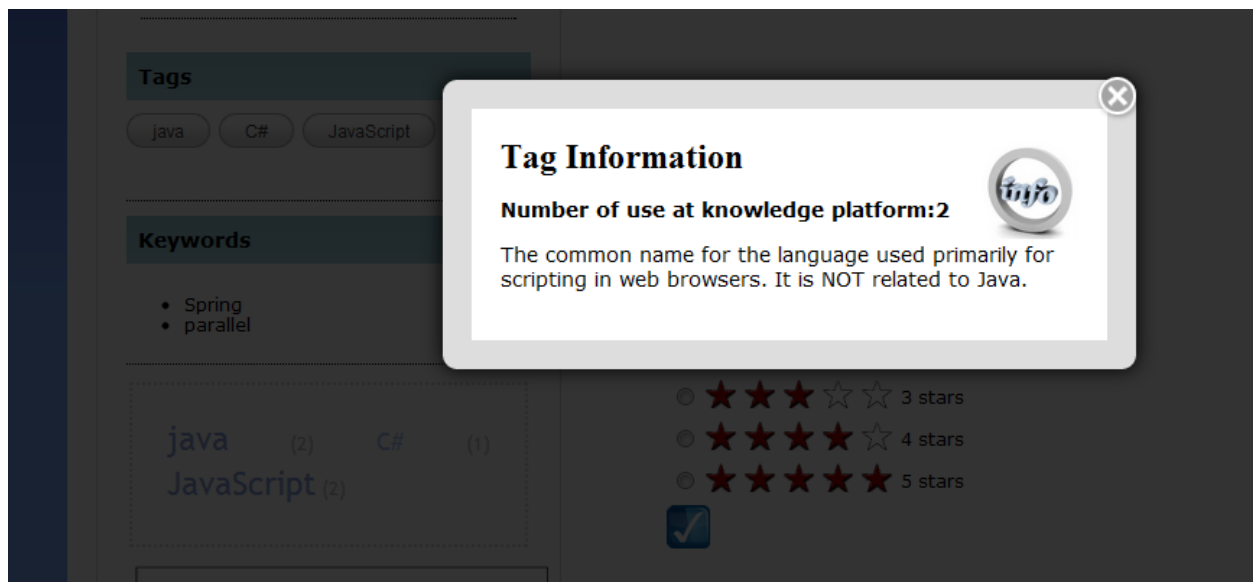 Tags
java C# JavaScript
Keywords
Spring
parallel
java (2) C# (1)
JavaScript (2)
Tag Information
info
Number of use at knowledge platform:2
The common name for the language used primarily for
scripting in web browsers. It is NOT related to Java.
3 stars
4 stars
5 stars